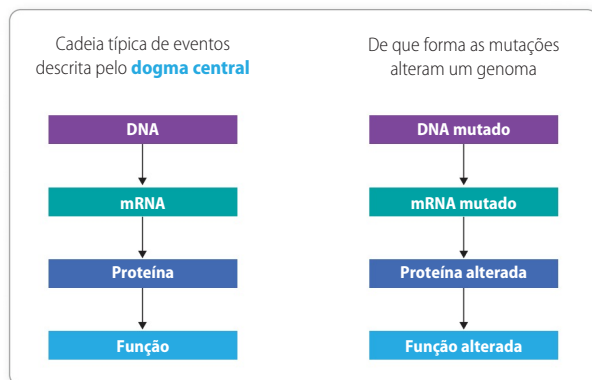 Cadeia típica de eventos
descrita pelo dogma central
DNA
mRNA
Proteína
Função
De que forma as mutações
alteram um genoma
DNA mutado
mRNA mutado
Proteína alterada
Função alterada